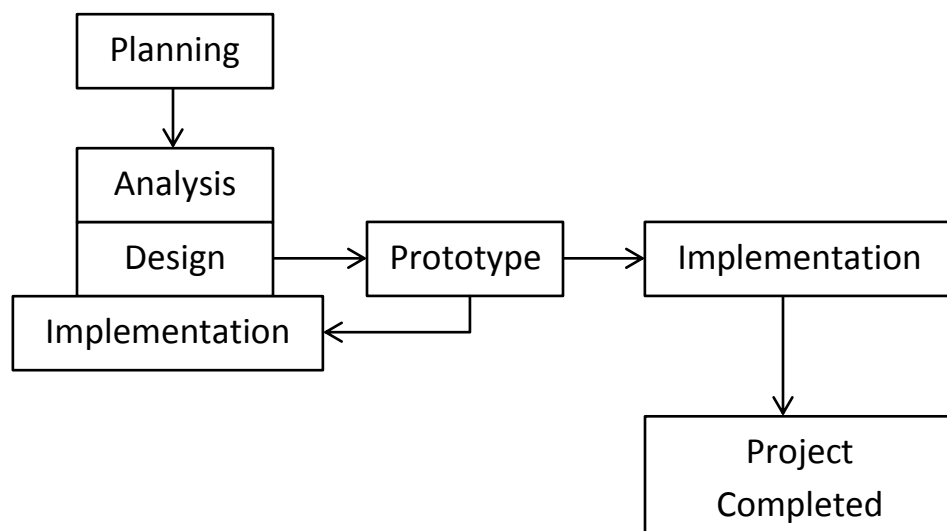 Planning
Analysis
Design
Prototype
Implementation
Implementation
Project
Completed